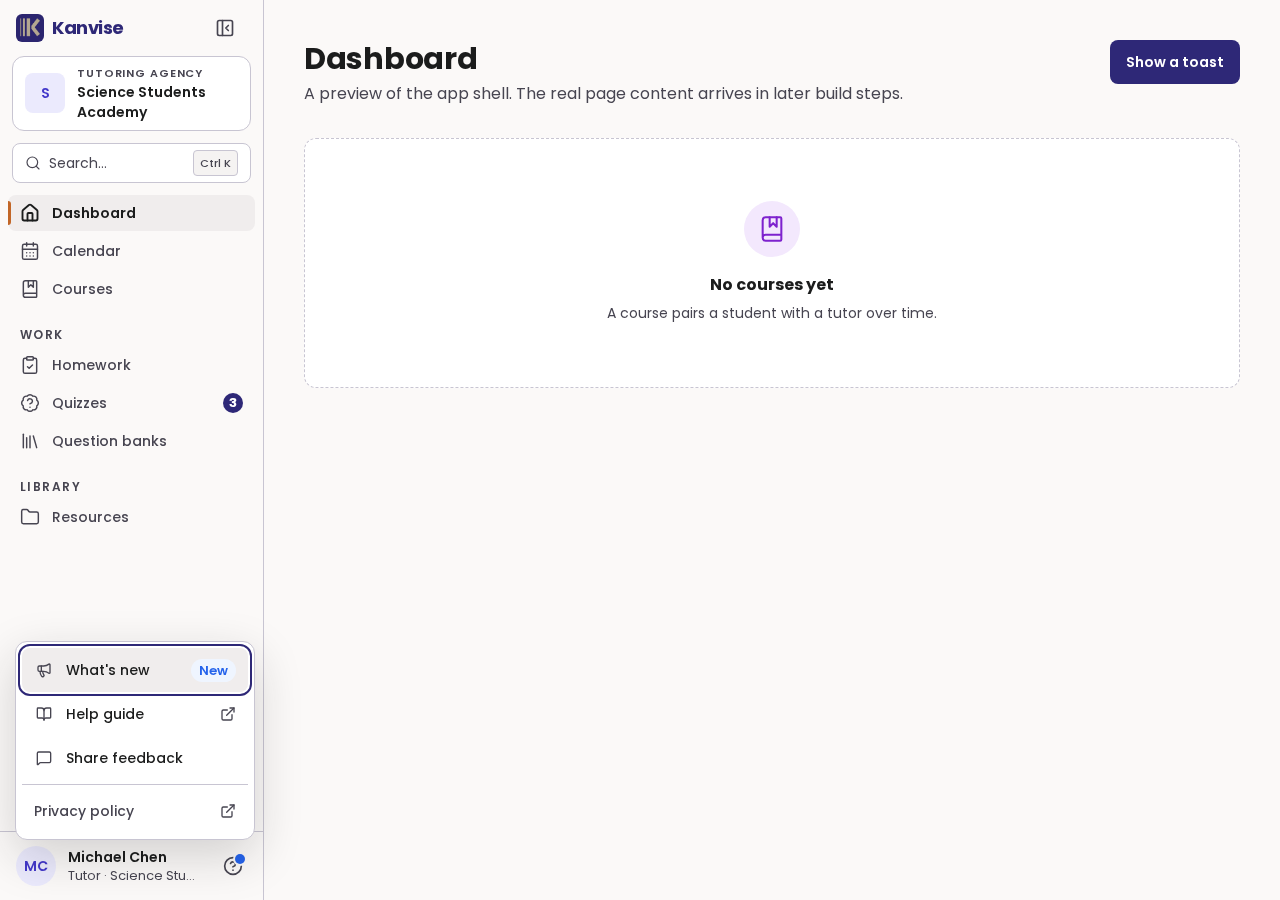 Kanvise
TUTORING AGENCY
S
Science Students
Academy
Search...
Ctrl K
Dashboard
Calendar
Courses
WORK
Homework
Quizzes
3
Question banks
LIBRARY
Resources
What's new
New
Help guide
Share feedback
Privacy policy
MC
Michael Chen
Tutor · Science Stu...
Dashboard
A preview of the app shell. The real page content arrives in later build steps.
Show a toast
No courses yet
A course pairs a student with a tutor over time.